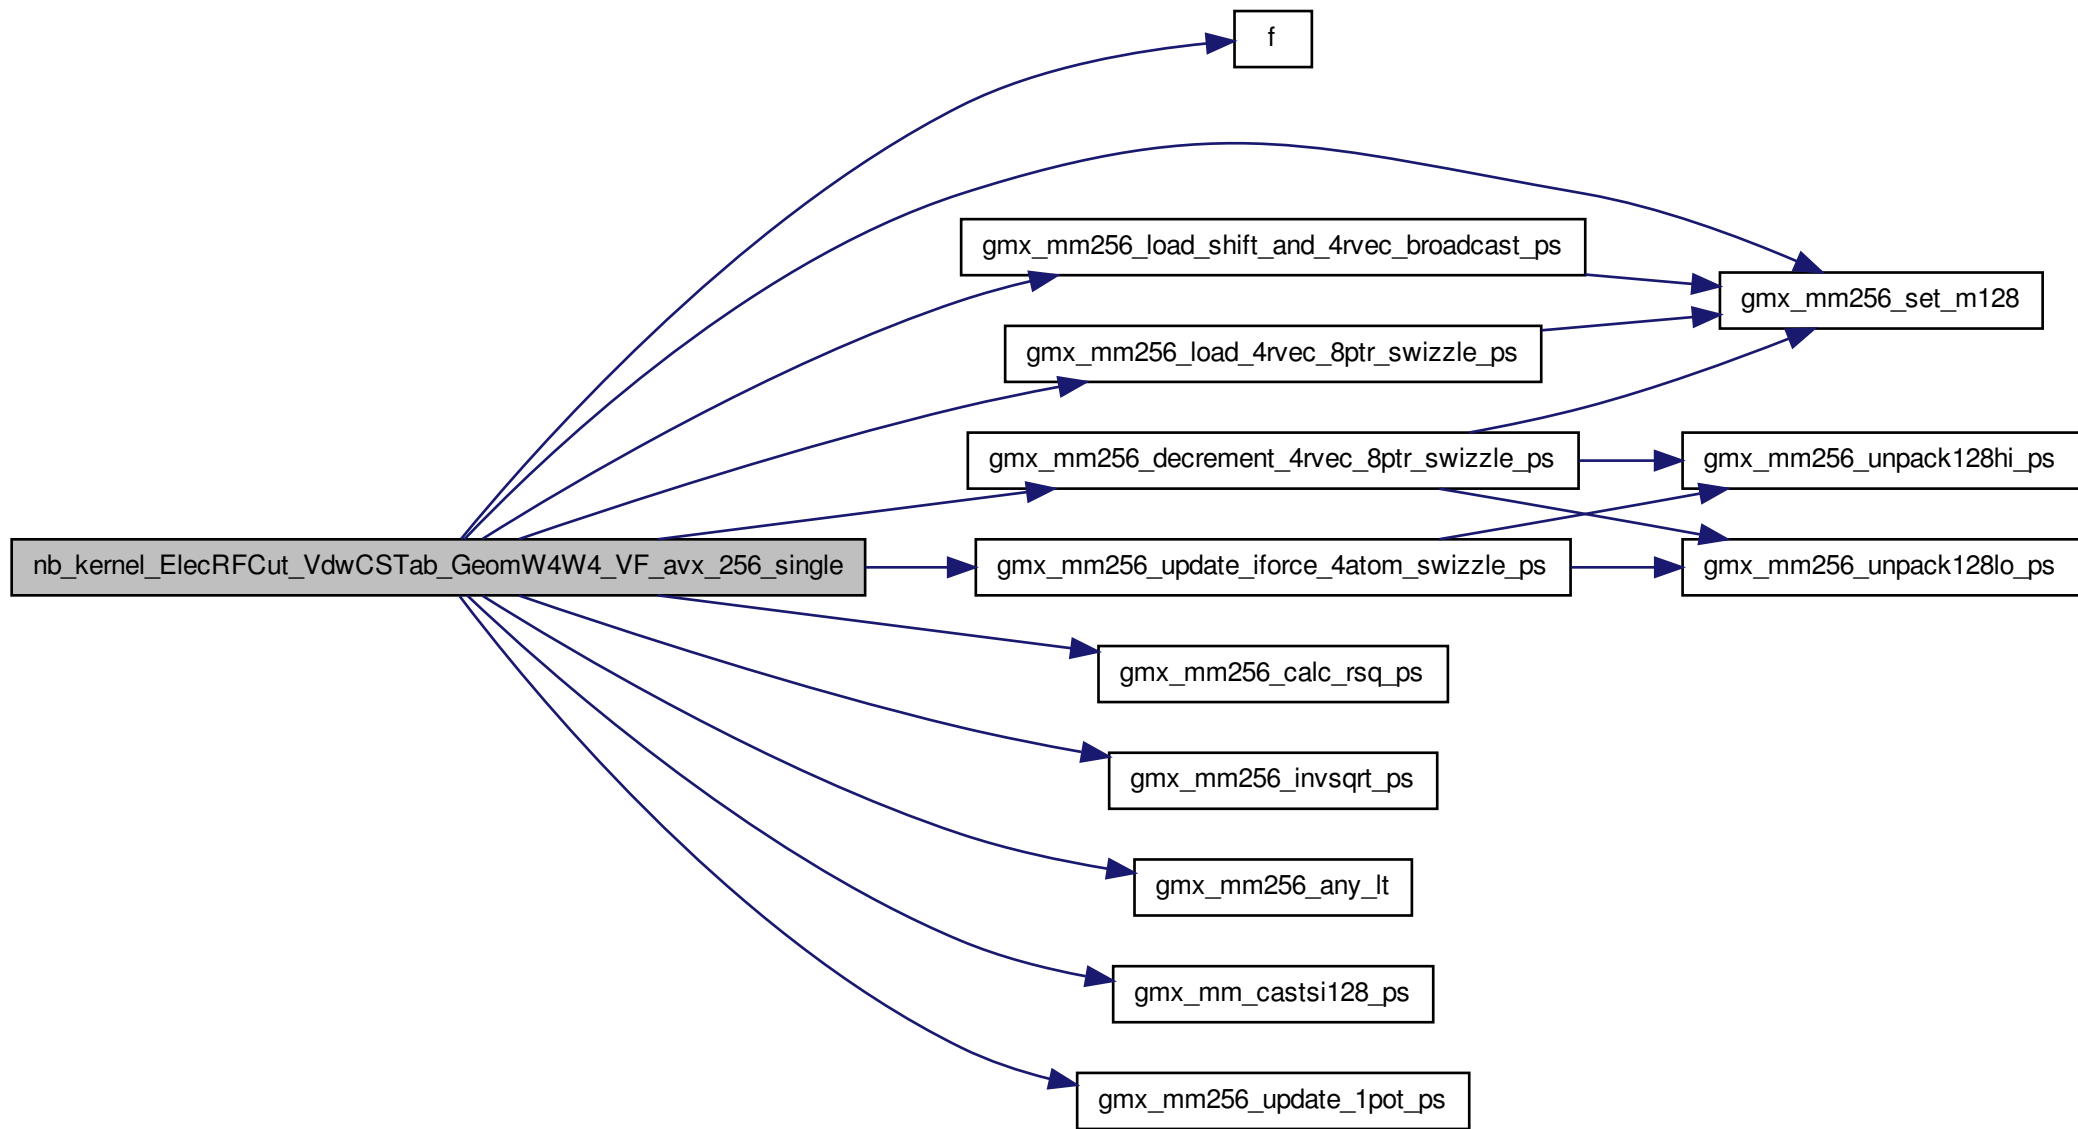 f
gmx_mm256_load_shift_and_4rvec_broadcast_ps
gmx_mm256_set_m128
gmx_mm256_load_4rvec_8ptr_swizzle_ps
gmx_mm256_decrement_4rvec_8ptr_swizzle_ps
gmx_mm256_unpack128hi_ps
nb_kernel_ElecRFCut_VdwCSTab_GeomW4W4_VF_avx_256_single
gmx_mm256_update_iforce_4atom_swizzle_ps
gmx_mm256_unpack128lo_ps
gmx_mm256_calc_rsq_ps
gmx_mm256_invsqrt_ps
gmx_mm256_any_lt
gmx_mm_castsi128_ps
gmx_mm256_update_1pot_ps